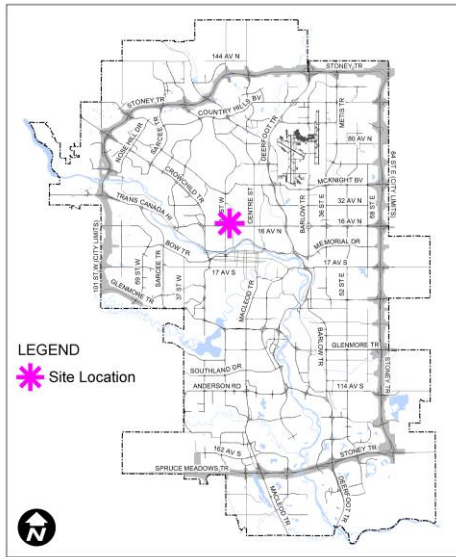 144 AV N
STONEY TR
STONEY TR
COUNTRY HILLS BV
METIS TR
DEERFOOT TR
NOSE HILL DR
SARCEE TR
80 AV N
CROWCHILD TR
MCKNIGHT BV
84 ST E (CITY LIMITS)
TRANS CANADA HI
CENTRE ST
BARLOW TR
36 ST E
32 AV N
68 ST E
16 AV N
16 AV N
101 ST W (CITY LIMITS)
BOW TR
MEMORIAL DR
17 AV S
17 AV S
69 ST W
SARCEE TR
37 ST W
52 ST E
GLENMORE TR
MACLEOD TR
BARLOW TR
GLENMORE TR
LEGEND
Site Location
SOUTHLAND DR
STONEY TR
ANDERSON RD
114 AV S
162 AV S
STONEY TR
SPRUCE MEADOWS TR
MACLEOD TR
DEERFOOT TR
N